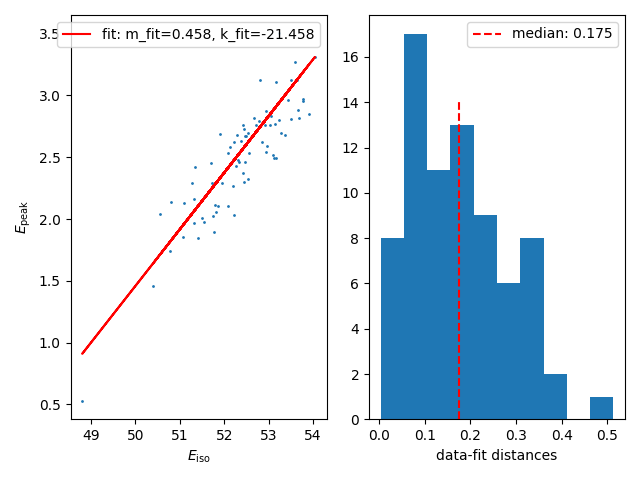 fit: m_fit=0.458, k_fit=-21.458
3.5
3.0
2.5
2.0
1.5
1.0
0.5
E_peak
49 50 51 52 53 54
E_iso
median: 0.175
16
14
12
10
8
6
4
2
0
0.0 0.1 0.2 0.3 0.4 0.5
data-fit distances